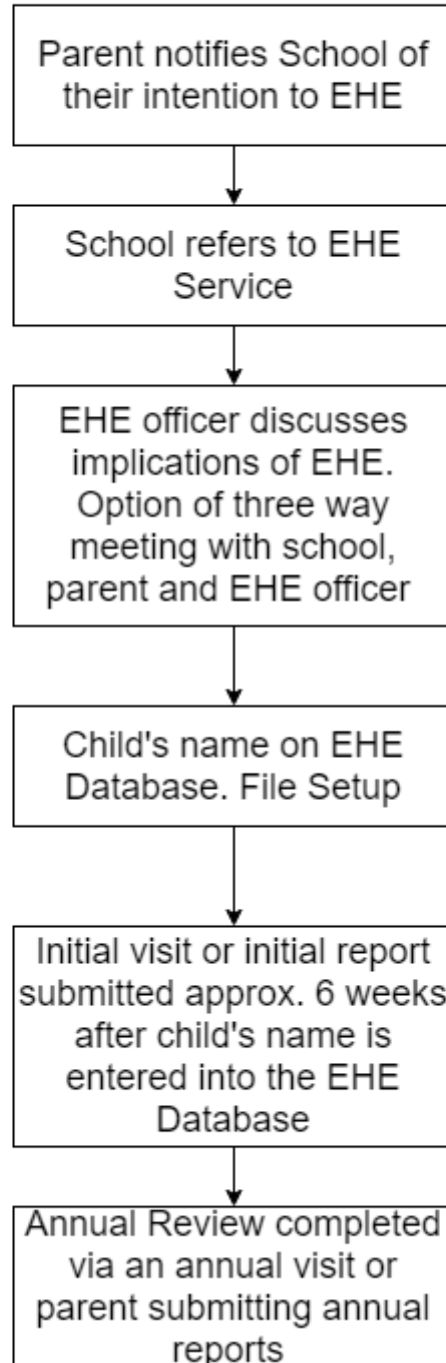 Parent notifies School of
their intention to EHE
School refers to EHE
Service
EHE officer discusses
implications of EHE.
Option of three way
meeting with school,
parent and EHE officer
Child's name on EHE
Database. File Setup
Initial visit or initial report
submitted approx. 6 weeks
after child's name is
entered into the EHE
Database
Annual Review completed
via an annual visit or
parent submitting annual
reports